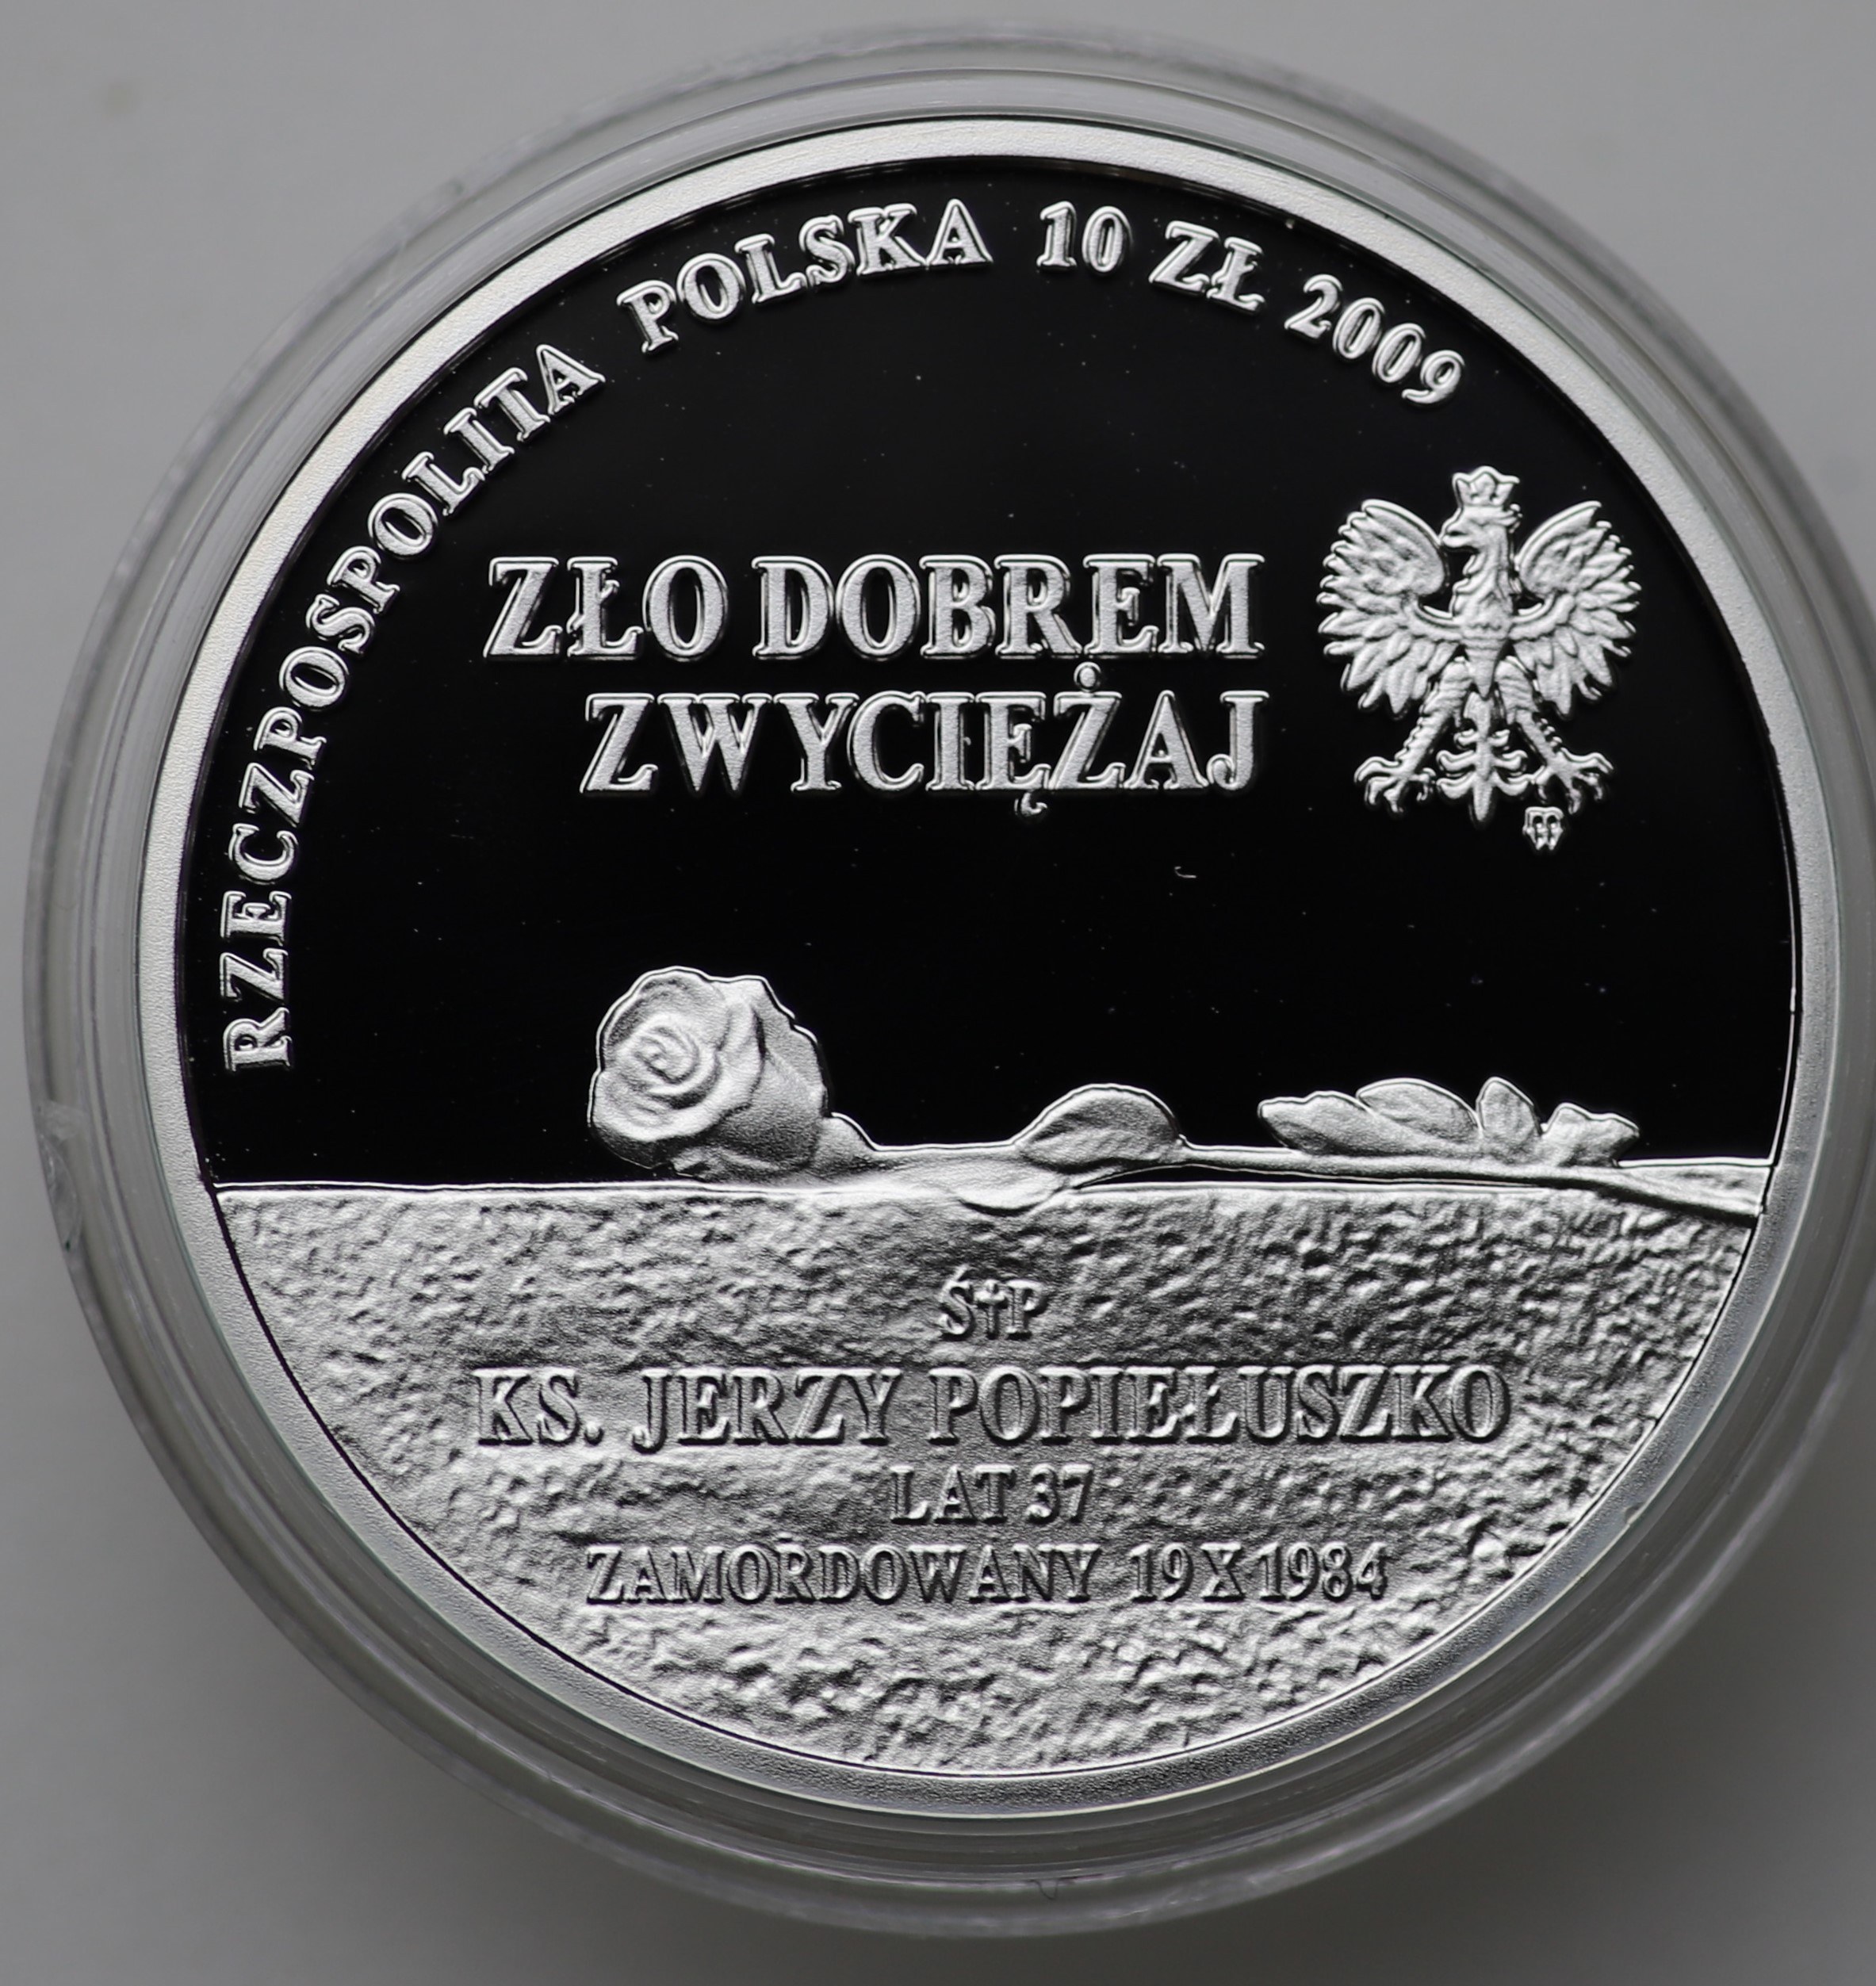 RZECZPOSPOLITA POLSKA 10 ZŁ 2009
ZŁO DOBREM
ZWYCIĘŻAJ
Ś†P
KS. JERZY POPIEŁUSZKO
LAT 37
ZAMORDOWANY 19 X 1984